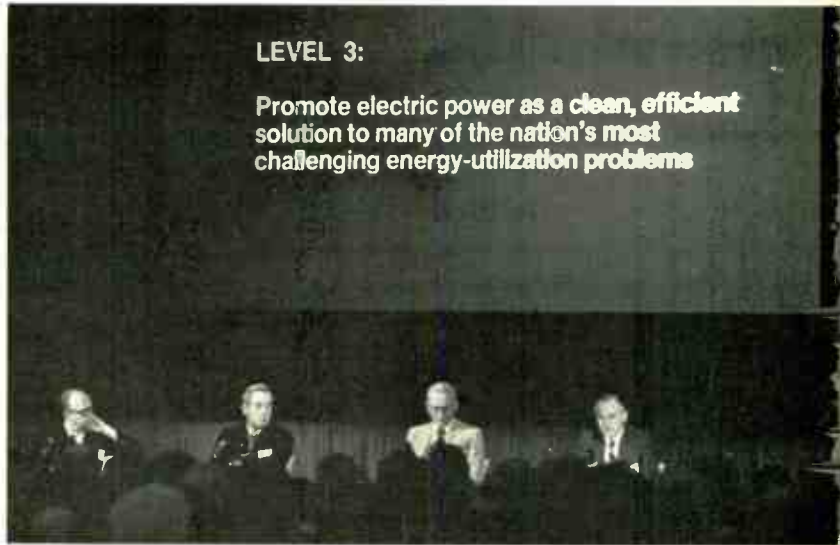 LEVEL 3:
Promote electric power as a clean, efficient
solution to many of the nation's most
challenging energy-utilization problems